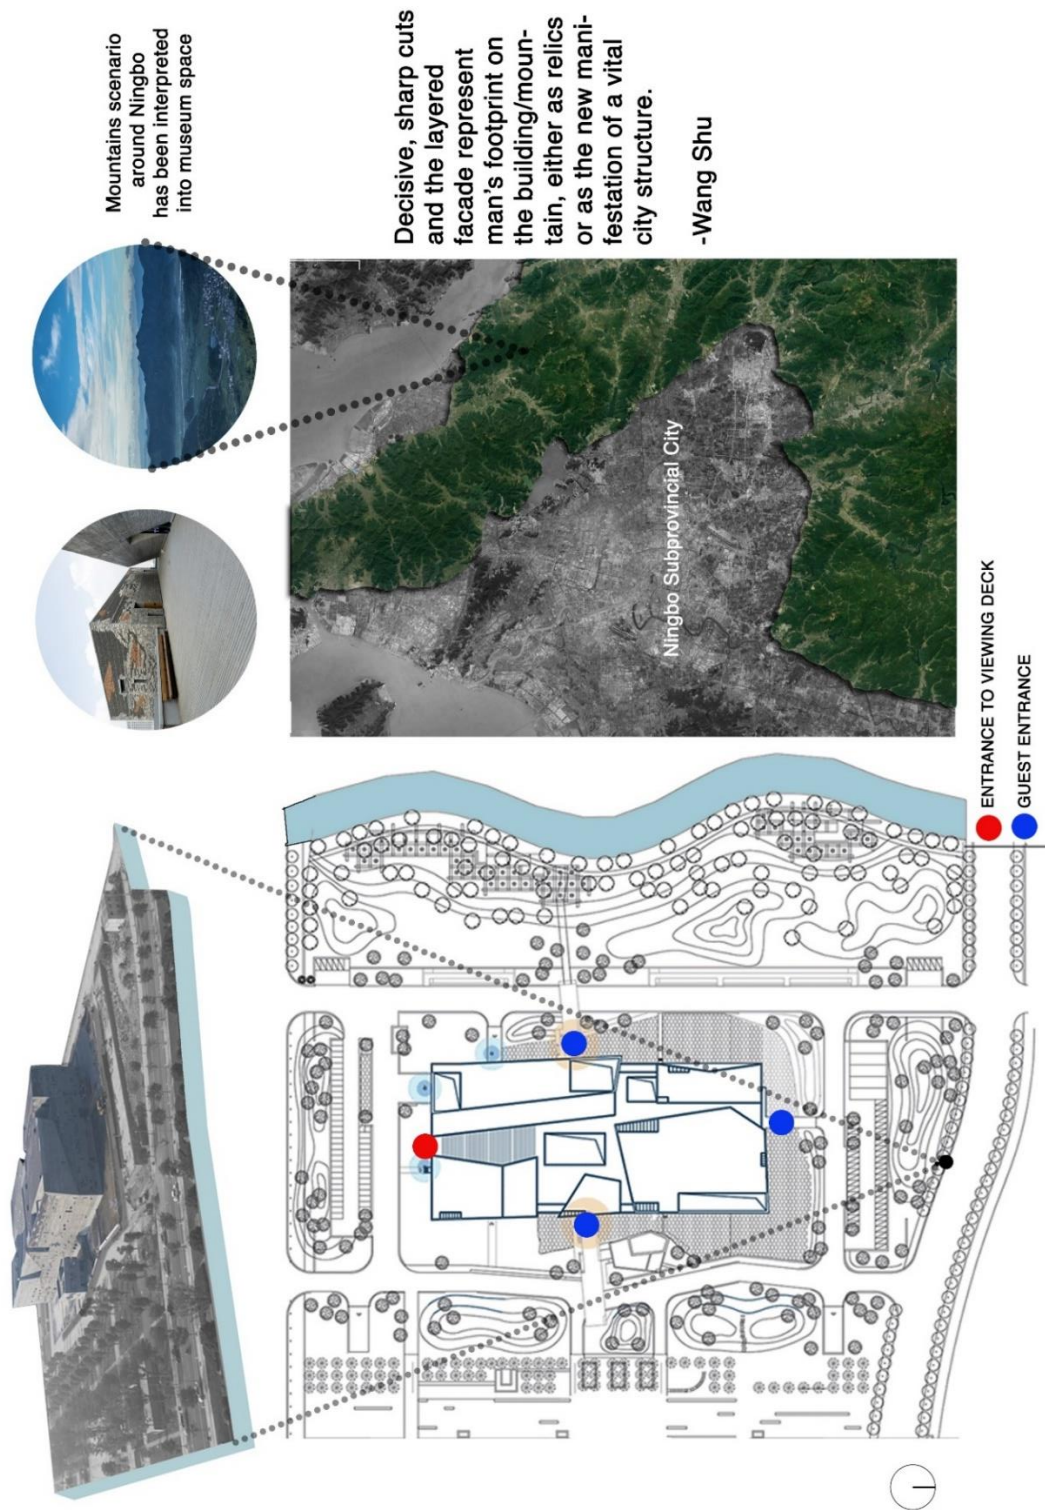 Mountains scenario
around Ningbo
has been interpreted
into museum space
Decisive, sharp cuts
and the layered
facade represent
man's footprint on
the building/moun-
tain, either as relics
or as the new mani-
festation of a vital
city structure.
-Wang Shu
Ningbo Subprovincial City
ENTRANCE TO VIEWING DECK
GUEST ENTRANCE